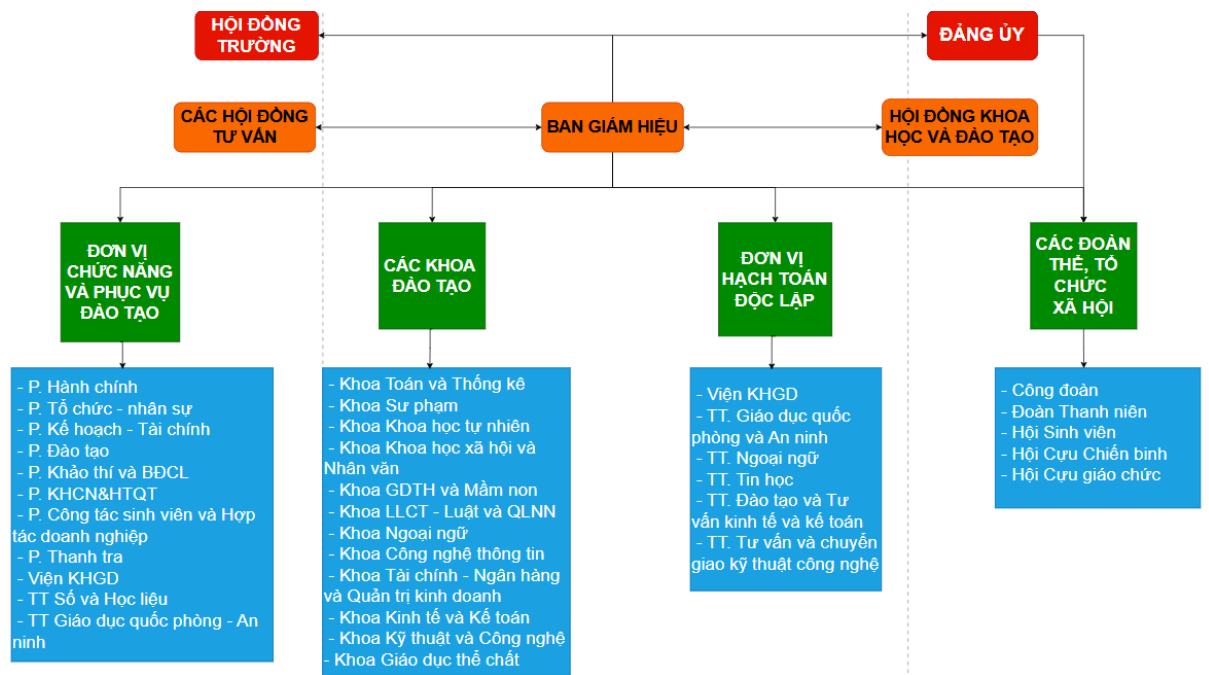 HỘI ĐỒNG
TRƯỜNG
ĐẢNG ỦY
CÁC HỘI ĐỒNG
TƯ VẤN
BAN GIÁM HIỆU
HỘI ĐỒNG KHOA
HỌC VÀ ĐÀO TẠO
ĐƠN VỊ
CHỨC NĂNG
VÀ PHỤC VỤ
ĐÀO TẠO
CÁC KHOA
ĐÀO TẠO
ĐƠN VỊ
HẠCH TOÁN
ĐỘC LẬP
CÁC ĐOÀN
THỂ, TỔ
CHỨC
XÃ HỘI
- P. Hành chính
- P. Tổ chức - nhân sự
- P. Kế hoạch - Tài chính
- P. Đào tạo
- P. Khảo thí và BĐCL
- P. KHCN&HTQT
- P. Công tác sinh viên và Hợp
tác doanh nghiệp
- P. Thanh tra
- Viện KHGD
- TT Số và Học liệu
- TT Giáo dục quốc phòng - An
ninh
- Khoa Toán và Thống kê
- Khoa Sư phạm
- Khoa Khoa học tự nhiên
- Khoa Khoa học xã hội và
Nhân văn
- Khoa GDTH và Mầm non
- Khoa LLCT - Luật và QLNN
- Khoa Ngoại ngữ
- Khoa Công nghệ thông tin
- Khoa Tài chính - Ngân hàng
và Quản trị kinh doanh
- Khoa Kinh tế và Kế toán
- Khoa Kỹ thuật và Công nghệ
- Khoa Giáo dục thể chất
- Viện KHGD
- TT. Giáo dục quốc
phòng và An ninh
- TT. Ngoại ngữ
- TT. Tin học
- TT. Đào tạo và Tư
vấn kinh tế và kế toán
- TT. Tư vấn và chuyển
giao kỹ thuật công nghệ
- Công đoàn
- Đoàn Thanh niên
- Hội Sinh viên
- Hội Cựu Chiến binh
- Hội Cựu giáo chức